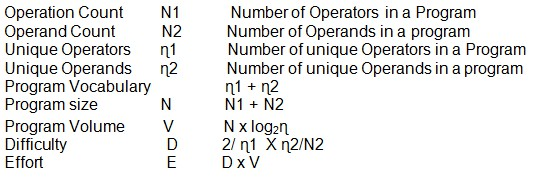 Operation Count N1 Number of Operators in a Program
Operand Count N2 Number of Operands in a program
Unique Operators η1 Number of unique Operators in a Program
Unique Operands η2 Number of unique Operands in a program
Program Vocabulary η1 + η2
Program size N N1 + N2
Program Volume V N x log₂η
Difficulty D 2/ η1 X η2/N2
Effort E D x V